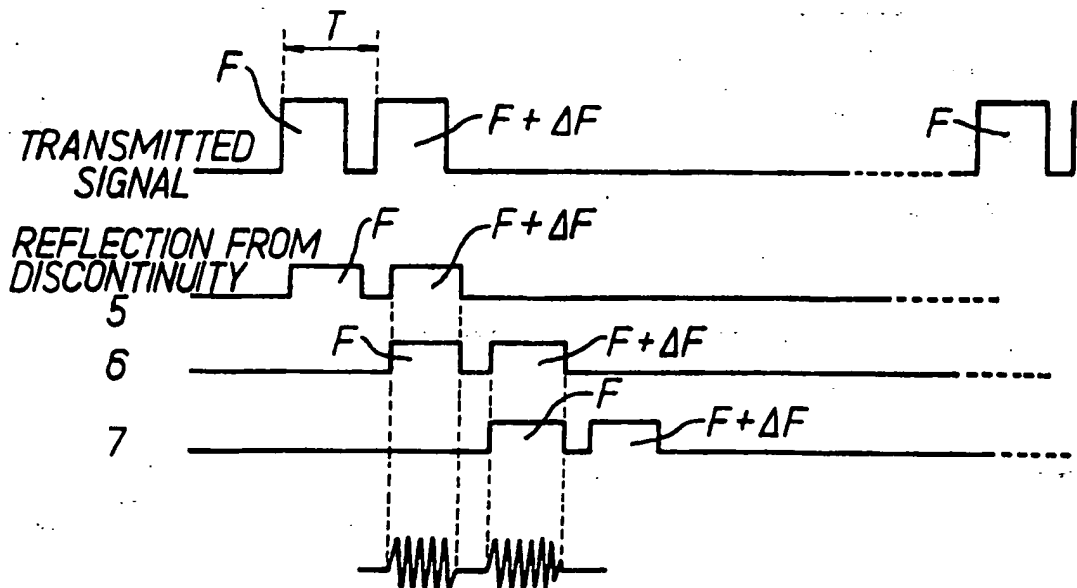 T
F
F + ΔF
F
TRANSMITTED
SIGNAL
REFLECTION FROM
DISCONTINUITY
F
F + ΔF
5
6
F
F + ΔF
7
F
F + ΔF